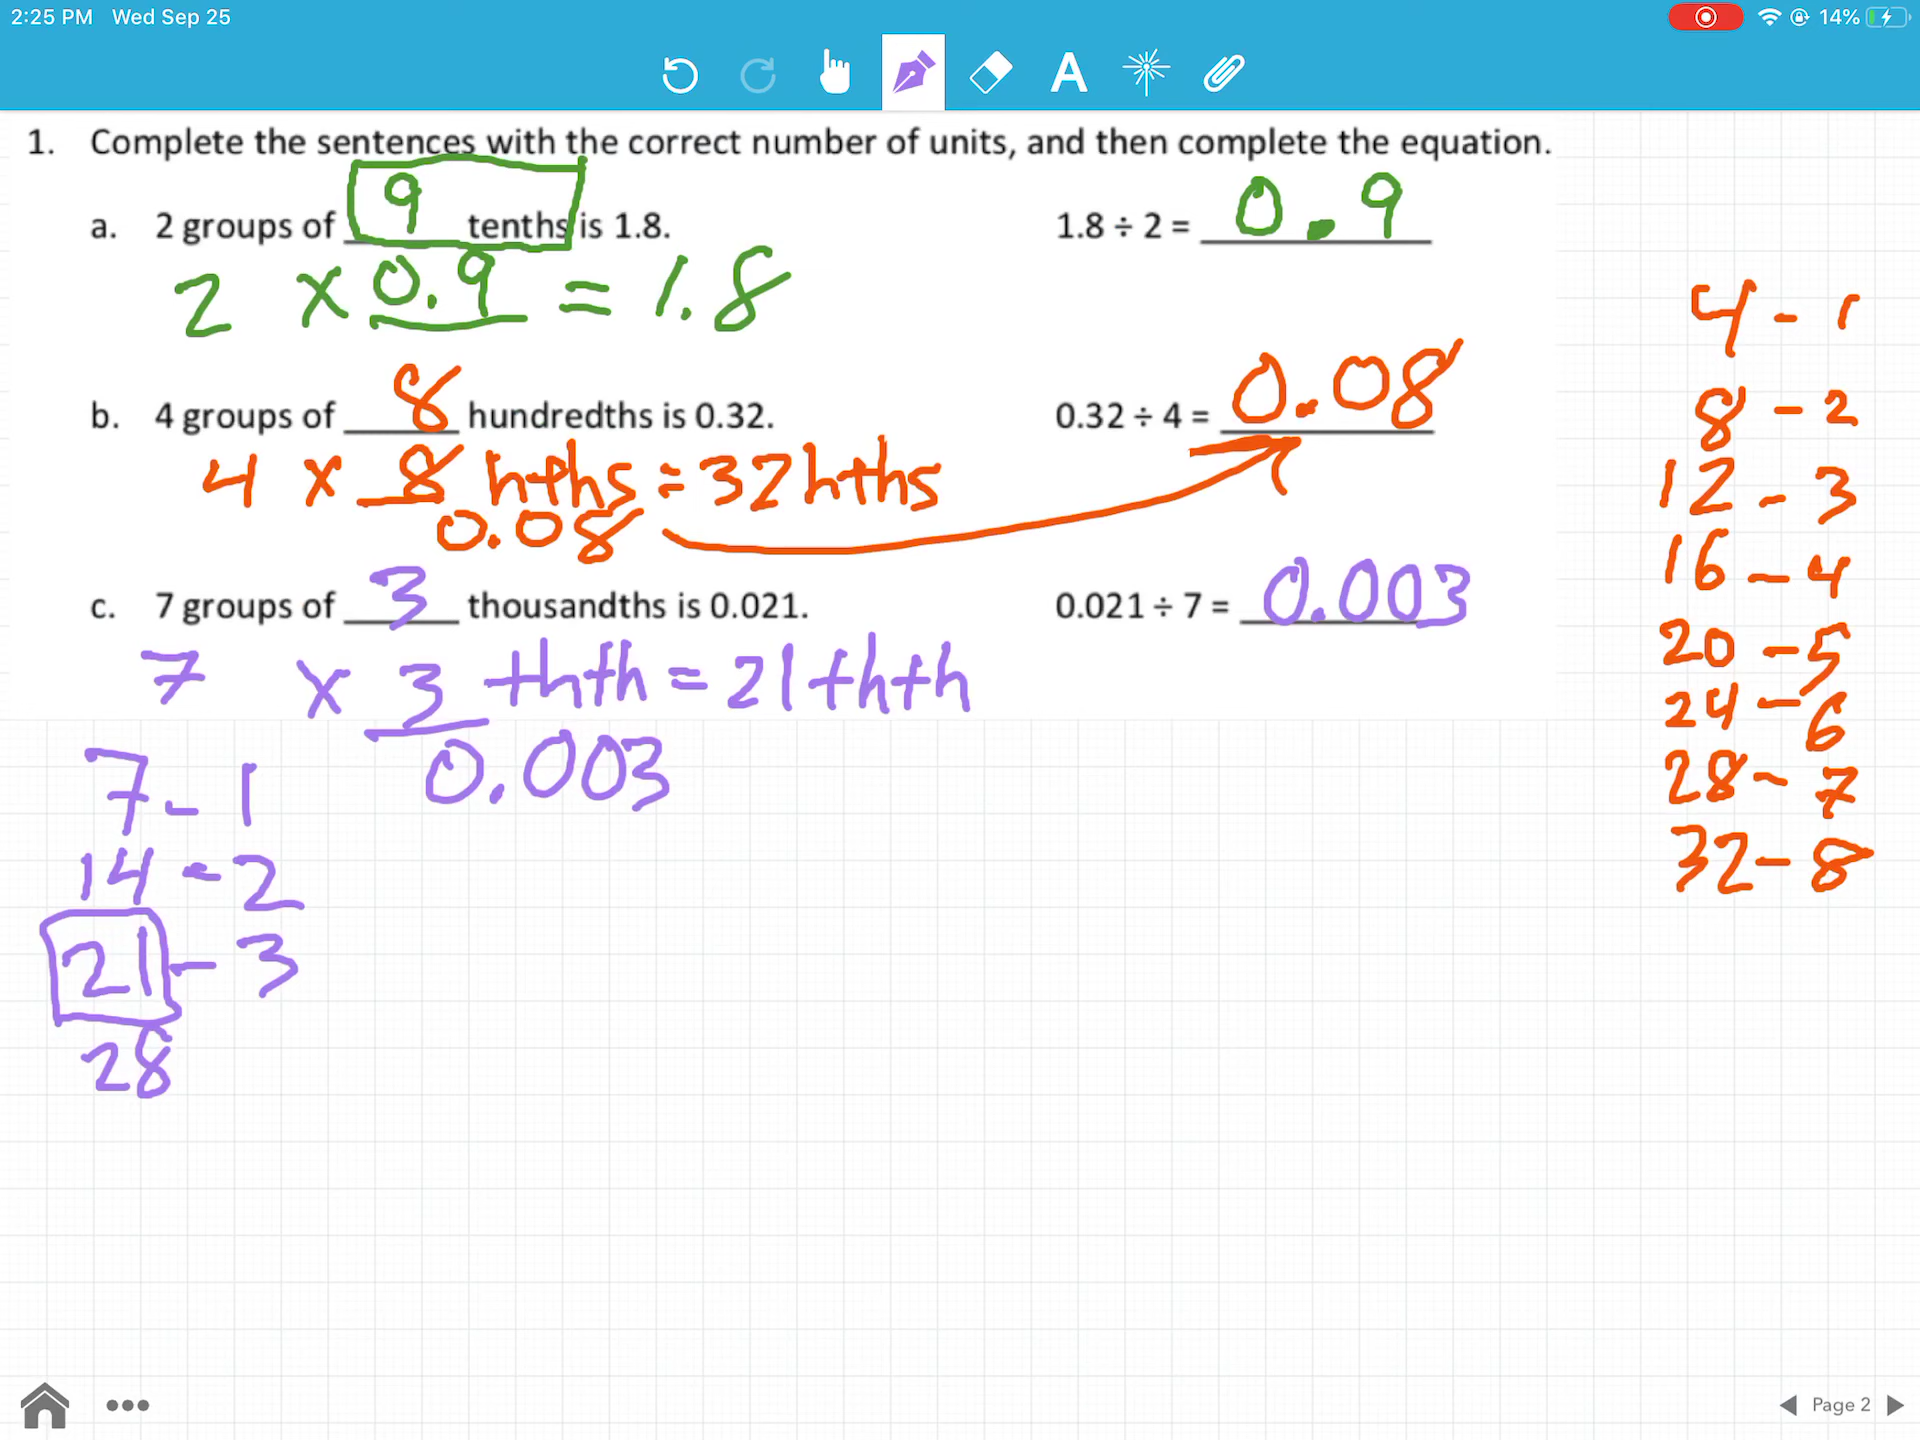 2:25 PM Wed Sep 25
14%
A
1. Complete the sentences with the correct number of units, and then complete the equation.
a. 2 groups of 9 tenths is 1.8.
1.8 ÷ 2 = 0.9
2 × 0.9 = 1.8
b. 4 groups of 8 hundredths is 0.32.
0.32 ÷ 4 = 0.08
4 × 8 hths = 32 hths
0.08
c. 7 groups of 3 thousandths is 0.021.
0.021 ÷ 7 = 0.003
7 × 3 thth = 21 thth
0.003
7 - 1
14 - 2
21 - 3
28
4 - 1
8 - 2
12 - 3
16 - 4
20 - 5
24 - 6
28 - 7
32 - 8
Page 2